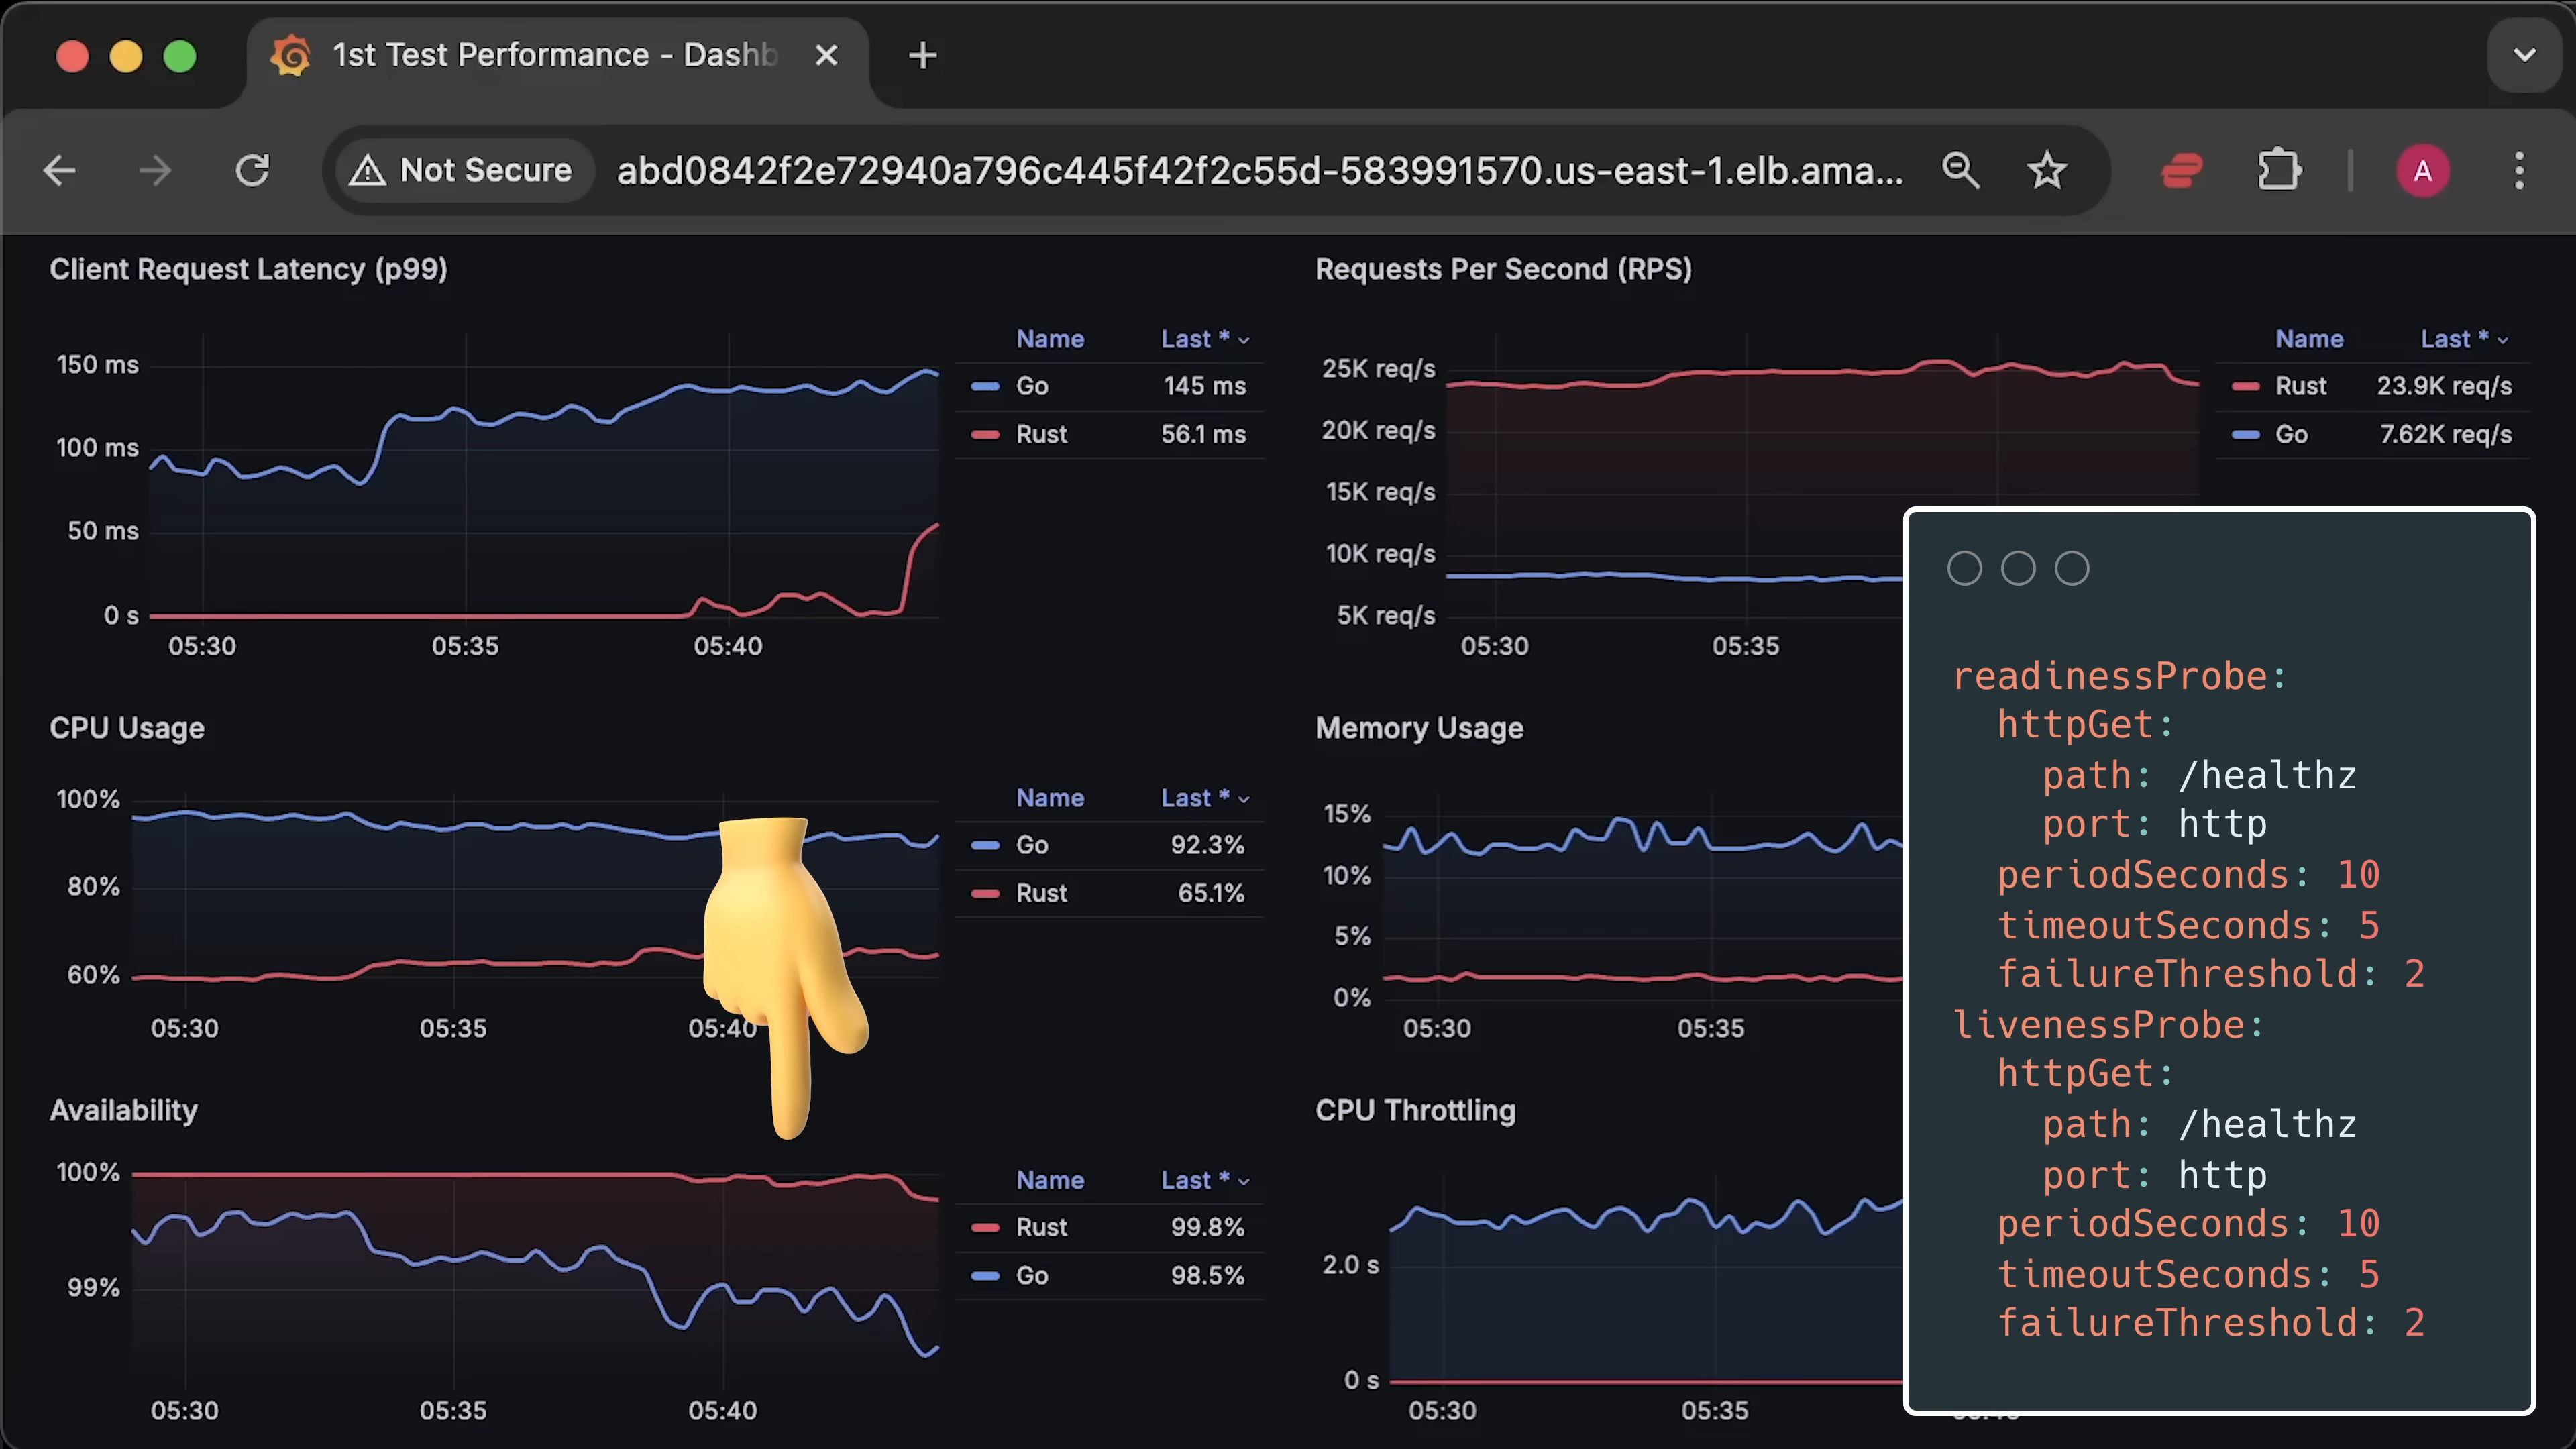 1st Test Performance - Dashb
Not Secure
abd0842f2e72940a796c445f42f2c55d-583991570.us-east-1.elb.ama...
A
Client Request Latency (p99)
Name Last *
150 ms
100 ms
50 ms
0 s
05:30 05:35 05:40
Go 145 ms
Rust 56.1 ms
Requests Per Second (RPS)
Name Last *
25K req/s
20K req/s
15K req/s
10K req/s
5K req/s
05:30 05:35
Rust 23.9K req/s
Go 7.62K req/s
CPU Usage
Name Last *
100%
80%
60%
05:30 05:35 05:40
Go 92.3%
Rust 65.1%
Memory Usage
15%
10%
5%
0%
05:30 05:35
Availability
Name Last *
100%
99%
05:30 05:35 05:40
Rust 99.8%
Go 98.5%
CPU Throttling
2.0 s
0 s
05:30 05:35
readinessProbe:
httpGet:
path: /healthz
port: http
periodSeconds: 10
timeoutSeconds: 5
failureThreshold: 2
livenessProbe:
httpGet:
path: /healthz
port: http
periodSeconds: 10
timeoutSeconds: 5
failureThreshold: 2